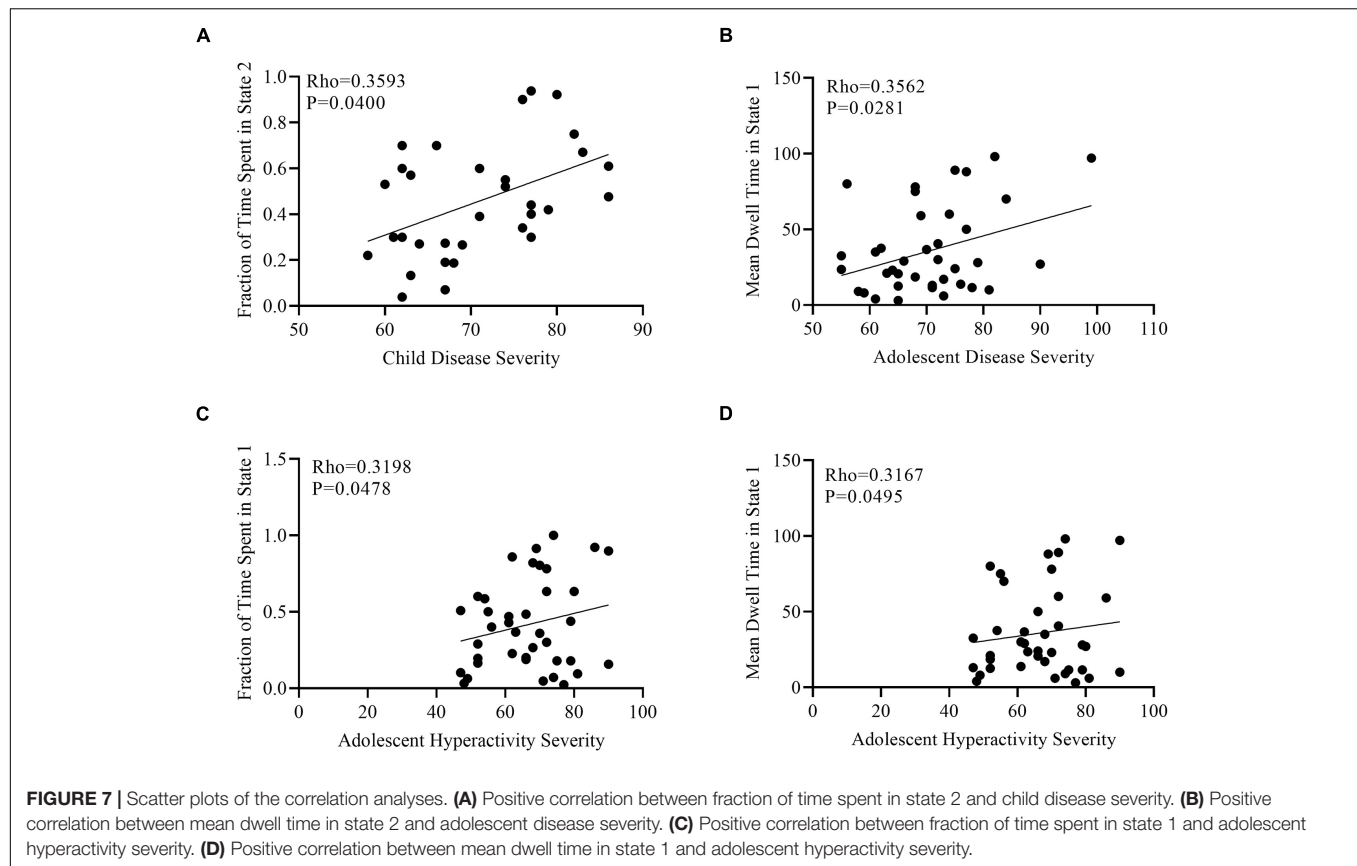 A
Rho=0.3593
P=0.0400
Fraction of Time Spent in State 2
1.0
0.8
0.6
0.4
0.2
0.0
50
60
70
80
90
Child Disease Severity
B
Rho=0.3562
P=0.0281
Mean Dwell Time in State 1
150
100
50
0
50
60
70
80
90
100
110
Adolescent Disease Severity
C
Rho=0.3198
P=0.0478
Fraction of Time Spent in State 1
1.5
1.0
0.5
0.0
0
20
40
60
80
100
Adolescent Hyperactivity Severity
D
Rho=0.3167
P=0.0495
Mean Dwell Time in State 1
150
100
50
0
0
20
40
60
80
100
Adolescent Hyperactivity Severity
FIGURE 7 | Scatter plots of the correlation analyses. (A) Positive correlation between fraction of time spent in state 2 and child disease severity. (B) Positive
correlation between mean dwell time in state 2 and adolescent disease severity. (C) Positive correlation between fraction of time spent in state 1 and adolescent
hyperactivity severity. (D) Positive correlation between mean dwell time in state 1 and adolescent hyperactivity severity.